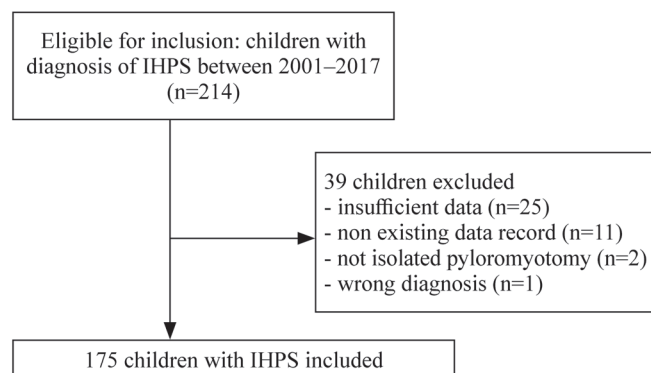 Eligible for inclusion: children with
diagnosis of IHPS between 2001–2017
(n=214)
39 children excluded
- insufficient data (n=25)
- non existing data record (n=11)
- not isolated pyloromyotomy (n=2)
- wrong diagnosis (n=1)
175 children with IHPS included